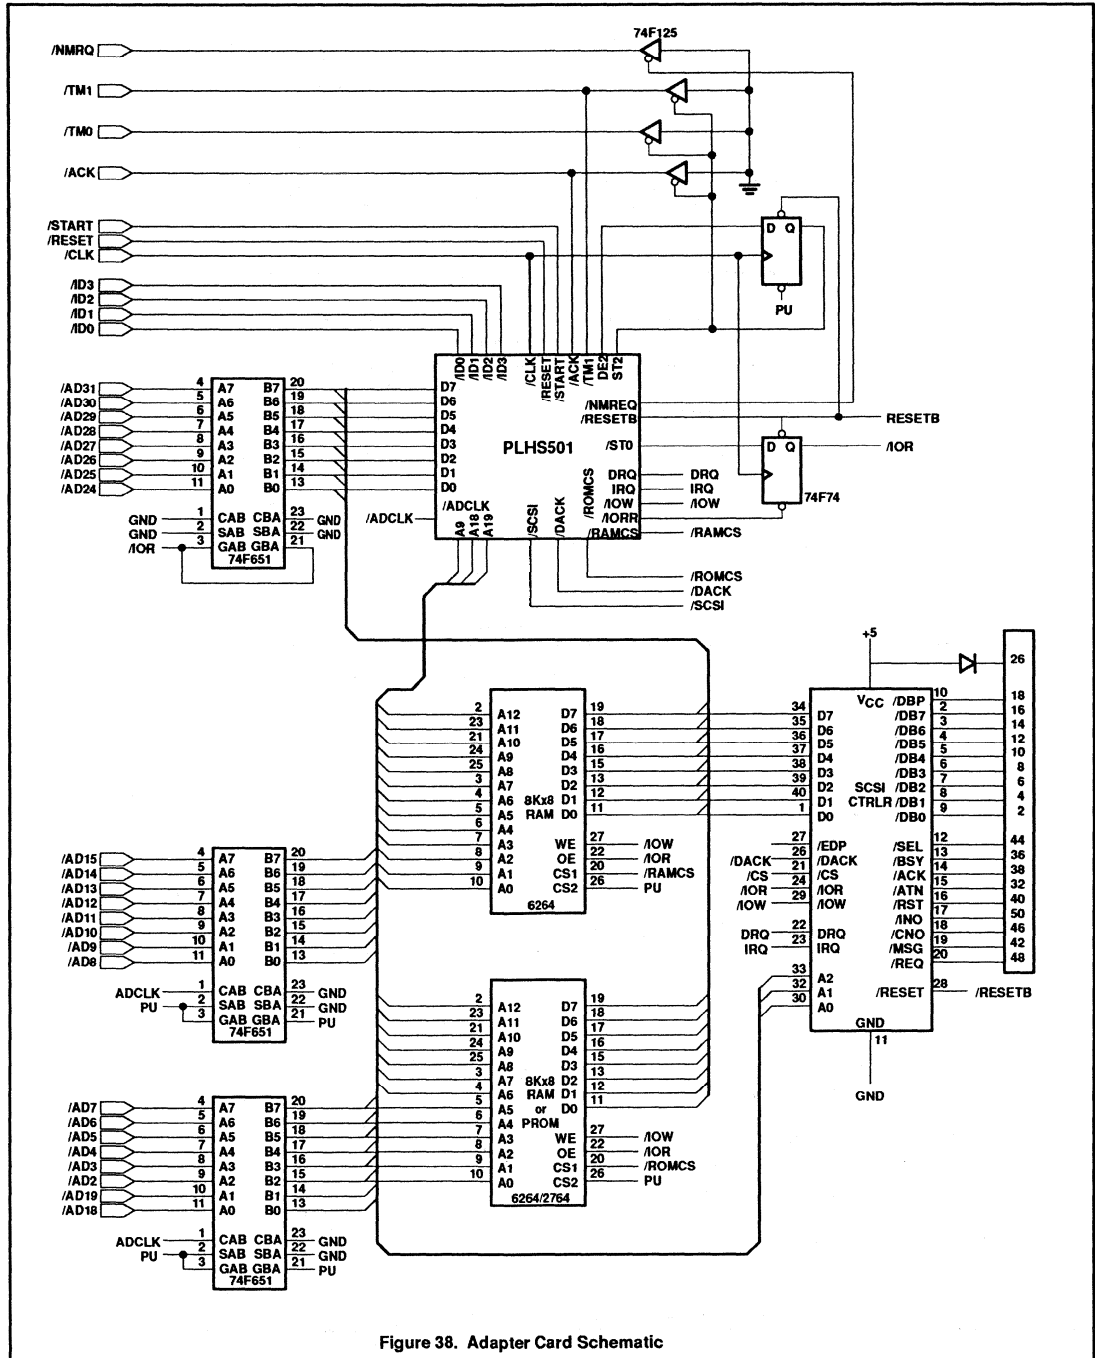 74F125
/NMRQ
/TM1
/TM0
/ACK
/START
/RESET
/CLK
D Q
PU
/ID3
/ID2
/ID1
/ID0
/ID0 /ID1 /ID2 /ID3 /CLK /RESET /START /ACK /TM1 DE2 ST2
/AD31 4 A7 B7 20 D7
/AD30 5 A6 B6 19 D6
/AD29 6 A5 B5 18 D5
/AD28 7 A4 B4 17 D4
/AD27 8 A3 B3 16 D3
/AD26 9 A2 B2 15 D2
/AD25 10 A1 B1 14 D1
/AD24 11 A0 B0 13 D0
GND 1 CAB CBA 23 GND
GND 2 SAB SBA 22 GND
/IOR 3 GAB GBA 21
74F651
PLHS501
/NMREQ
/RESETB RESETB
/ST0 D Q /IOR
74F74
DRQ DRQ
IRQ IRQ
/IOW /IOW
/IORR
/RAMCS /RAMCS
/ADCLK /ADCLK
A9 A18 A19 /SCSI /DACK /ROMCS
/ROMCS
/DACK
/SCSI
2 A12 D7 19
23 A11 D6 18
21 A10 D5 17
24 A9 D4 16
25 A8 D3 15
3 A7 D2 13
4 A6 D1 12
5 A5 D0 11
6 A4
7 A3 WE 27 /IOW
8 A2 OE 22 /IOR
9 A1 CS1 20 /RAMCS
10 A0 CS2 26 PU
8Kx8
RAM
6264
+5
26
VCC /DBP 10 18
34 D7 /DB7 2 16
35 D6 /DB6 3 14
36 D5 /DB5 4 12
37 D4 /DB4 5 10
38 D3 /DB3 6 8
39 D2 SCSI /DB2 7 6
40 D1 CTRLR /DB1 8 4
1 D0 /DB0 9 2
27 /EDP /SEL 12 44
/DACK 26 /DACK /BSY 13 36
/CS 21 /CS /ACK 14 38
/IOR 24 /IOR /ATN 15 32
/IOW 29 /IOW /RST 16 40
/INO 17 50
DRQ 22 DRQ /CNO 18 46
IRQ 23 IRQ /MSG 19 42
/REQ 20 48
33 A2
32 A1 /RESET 28 /RESETB
30 A0
GND
11
GND
/AD15 4 A7 B7 20
/AD14 5 A6 B6 19
/AD13 6 A5 B5 18
/AD12 7 A4 B4 17
/AD11 8 A3 B3 16
/AD10 9 A2 B2 15
/AD9 10 A1 B1 14
/AD8 11 A0 B0 13
ADCLK 1 CAB CBA 23 GND
PU 2 SAB SBA 22 GND
3 GAB GBA 21 PU
74F651
2 A12 D7 19
23 A11 D6 18
21 A10 D5 17
24 A9 D4 16
25 A8 D3 15
3 A7 D2 13
4 A6 D1 12
5 A5 D0 11
6 A4
7 A3 WE 27 /IOW
8 A2 OE 22 /IOR
9 A1 CS1 20 /ROMCS
10 A0 CS2 26 PU
8Kx8
RAM
or
PROM
6264/2764
/AD7 4 A7 B7 20
/AD6 5 A6 B6 19
/AD5 6 A5 B5 18
/AD4 7 A4 B4 17
/AD3 8 A3 B3 16
/AD2 9 A2 B2 15
/AD19 10 A1 B1 14
/AD18 11 A0 B0 13
ADCLK 1 CAB CBA 23 GND
PU 2 SAB SBA 22 GND
3 GAB GBA 21 PU
74F651
Figure 38. Adapter Card Schematic